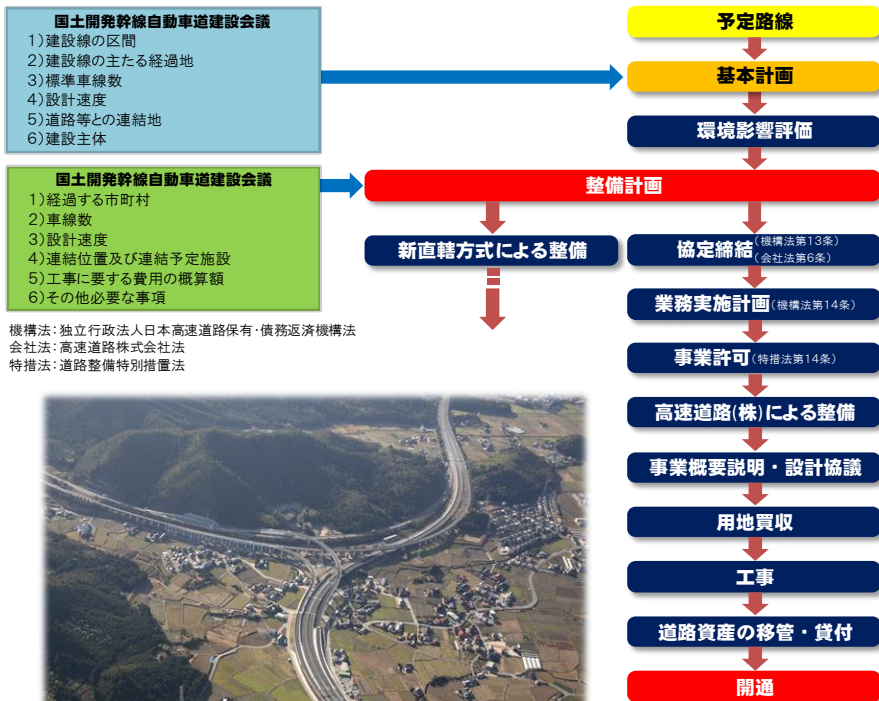 国土開発幹線自動車道建設会議
1)建設線の区間
2)建設線の主たる経過地
3)標準車線数
4)設計速度
5)道路等との連結地
6)建設主体
国土開発幹線自動車道建設会議
1)経過する市町村
2)車線数
3)設計速度
4)連結位置及び連結予定施設
5)工事に要する費用の概算額
6)その他必要な事項
機構法：独立行政法人日本高速道路保有・債務返済機構法
会社法：高速道路株式会社法
特措法：道路整備特別措置法
予定路線
基本計画
環境影響評価
整備計画
新直轄方式による整備
協定締結(機構法第13条)
(会社法第6条)
業務実施計画(機構法第14条)
事業許可(特措法第14条)
高速道路(株)による整備
事業概要説明・設計協議
用地買収
工事
道路資産の移管・貸付
開通